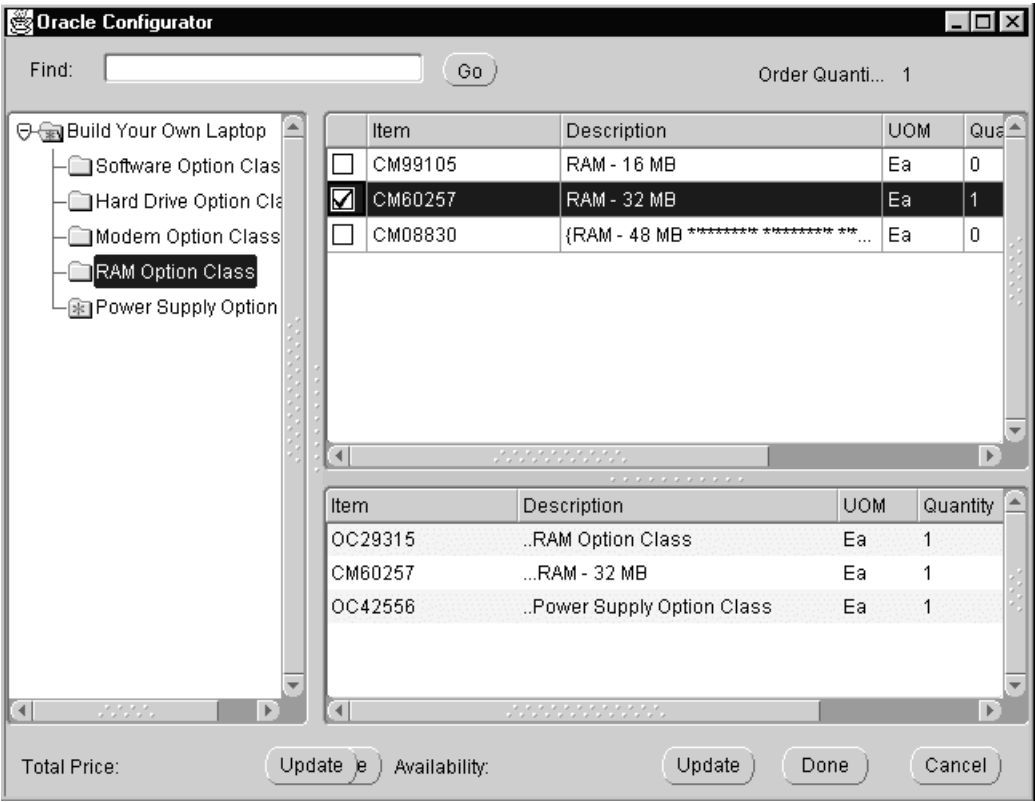 Oracle Configurator
Find: Go Order Quanti... 1
Build Your Own Laptop
Software Option Clas
Hard Drive Option Cla
Modem Option Class
RAM Option Class
Power Supply Option
Item Description UOM Qua
CM99105 RAM - 16 MB Ea 0
CM60257 RAM - 32 MB Ea 1
CM08830 {RAM - 48 MB ********* ********* **... Ea 0
Item Description UOM Quantity
OC29315 ..RAM Option Class Ea 1
CM60257 ...RAM - 32 MB Ea 1
OC42556 ..Power Supply Option Class Ea 1
Total Price: Update e Availability: Update Done Cancel